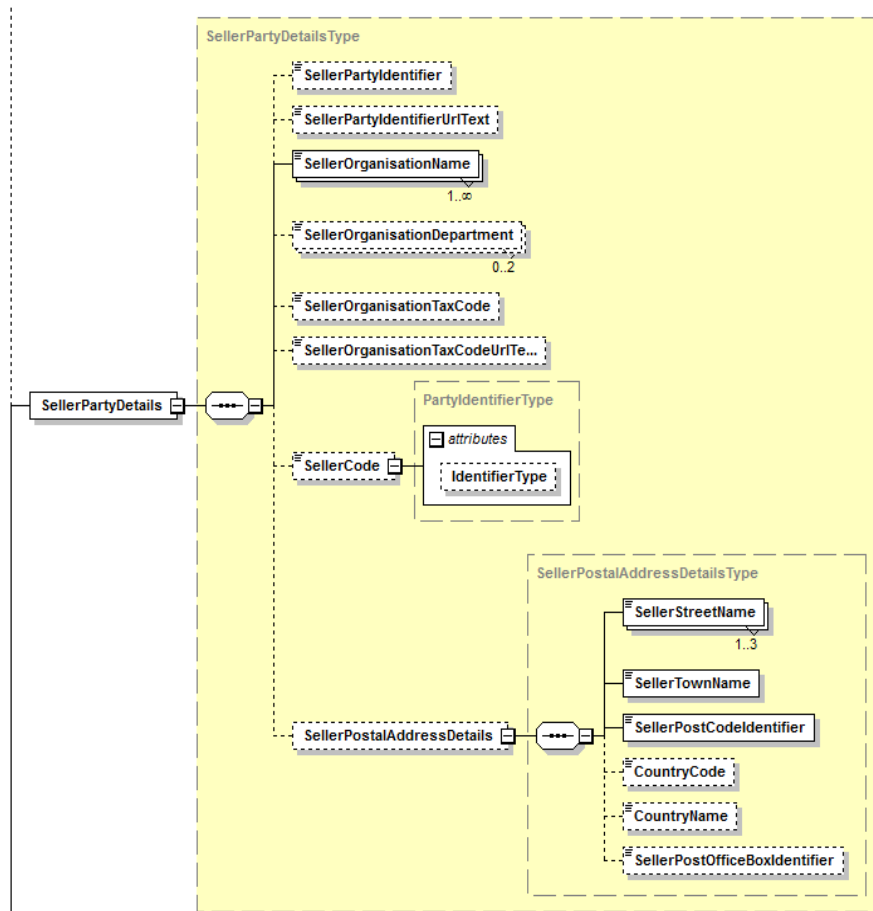 SellerPartyDetailsType
SellerPartyIdentifier
SellerPartyIdentifierUrlText
SellerOrganisationName
1..∞
SellerOrganisationDepartment
0..2
SellerOrganisationTaxCode
SellerOrganisationTaxCodeUrlTe...
SellerPartyDetails
PartyIdentifierType
attributes
SellerCode
IdentifierType
SellerPostalAddressDetailsType
SellerStreetName
1..3
SellerTownName
SellerPostCodeIdentifier
SellerPostalAddressDetails
CountryCode
CountryName
SellerPostOfficeBoxIdentifier